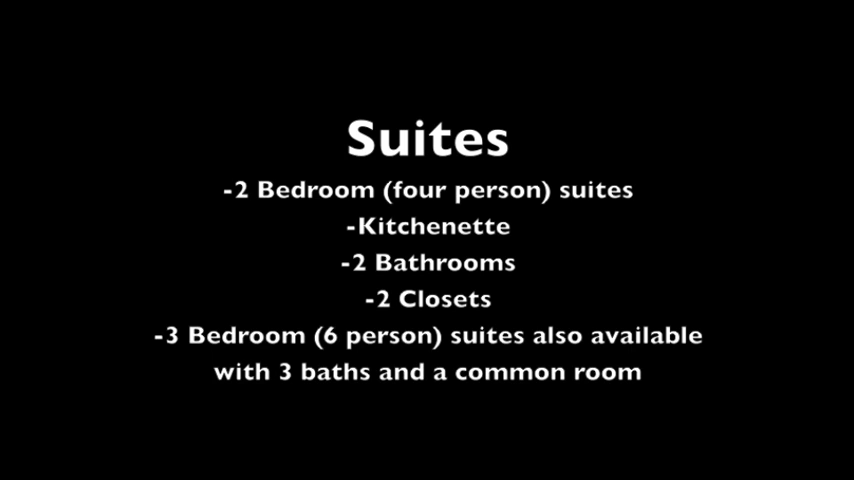 Suites
-2 Bedroom (four person) suites
-Kitchenette
-2 Bathrooms
-2 Closets
-3 Bedroom (6 person) suites also available
with 3 baths and a common room